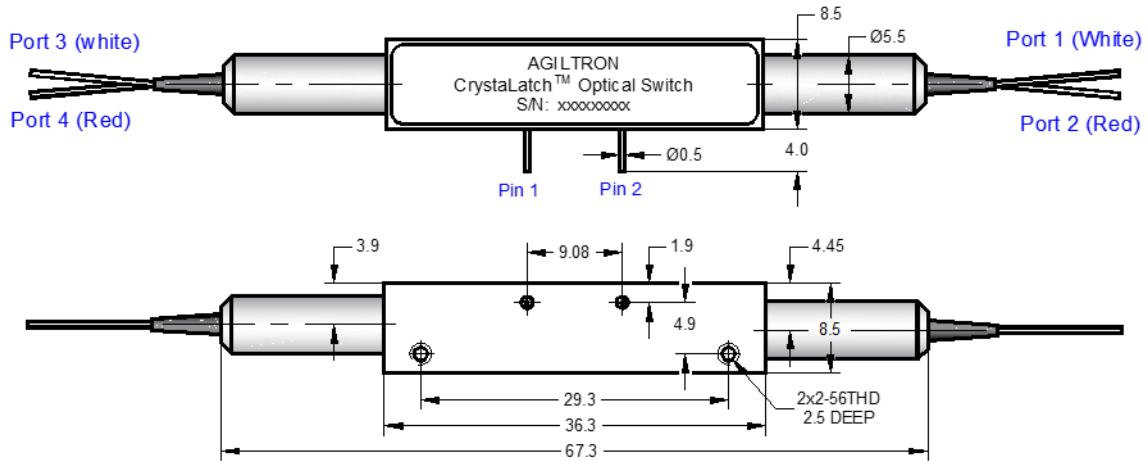 8.5
Port 3 (white)
Port 1 (White)
Ø5.5
AGILTRON
CrystaLatch™ Optical Switch
S/N: xxxxxxxxx
Port 4 (Red)
Port 2 (Red)
4.0
Ø0.5
Pin 1
Pin 2
3.9
9.08
1.9
4.45
4.9
8.5
29.3
2x2-56THD
2.5 DEEP
36.3
67.3